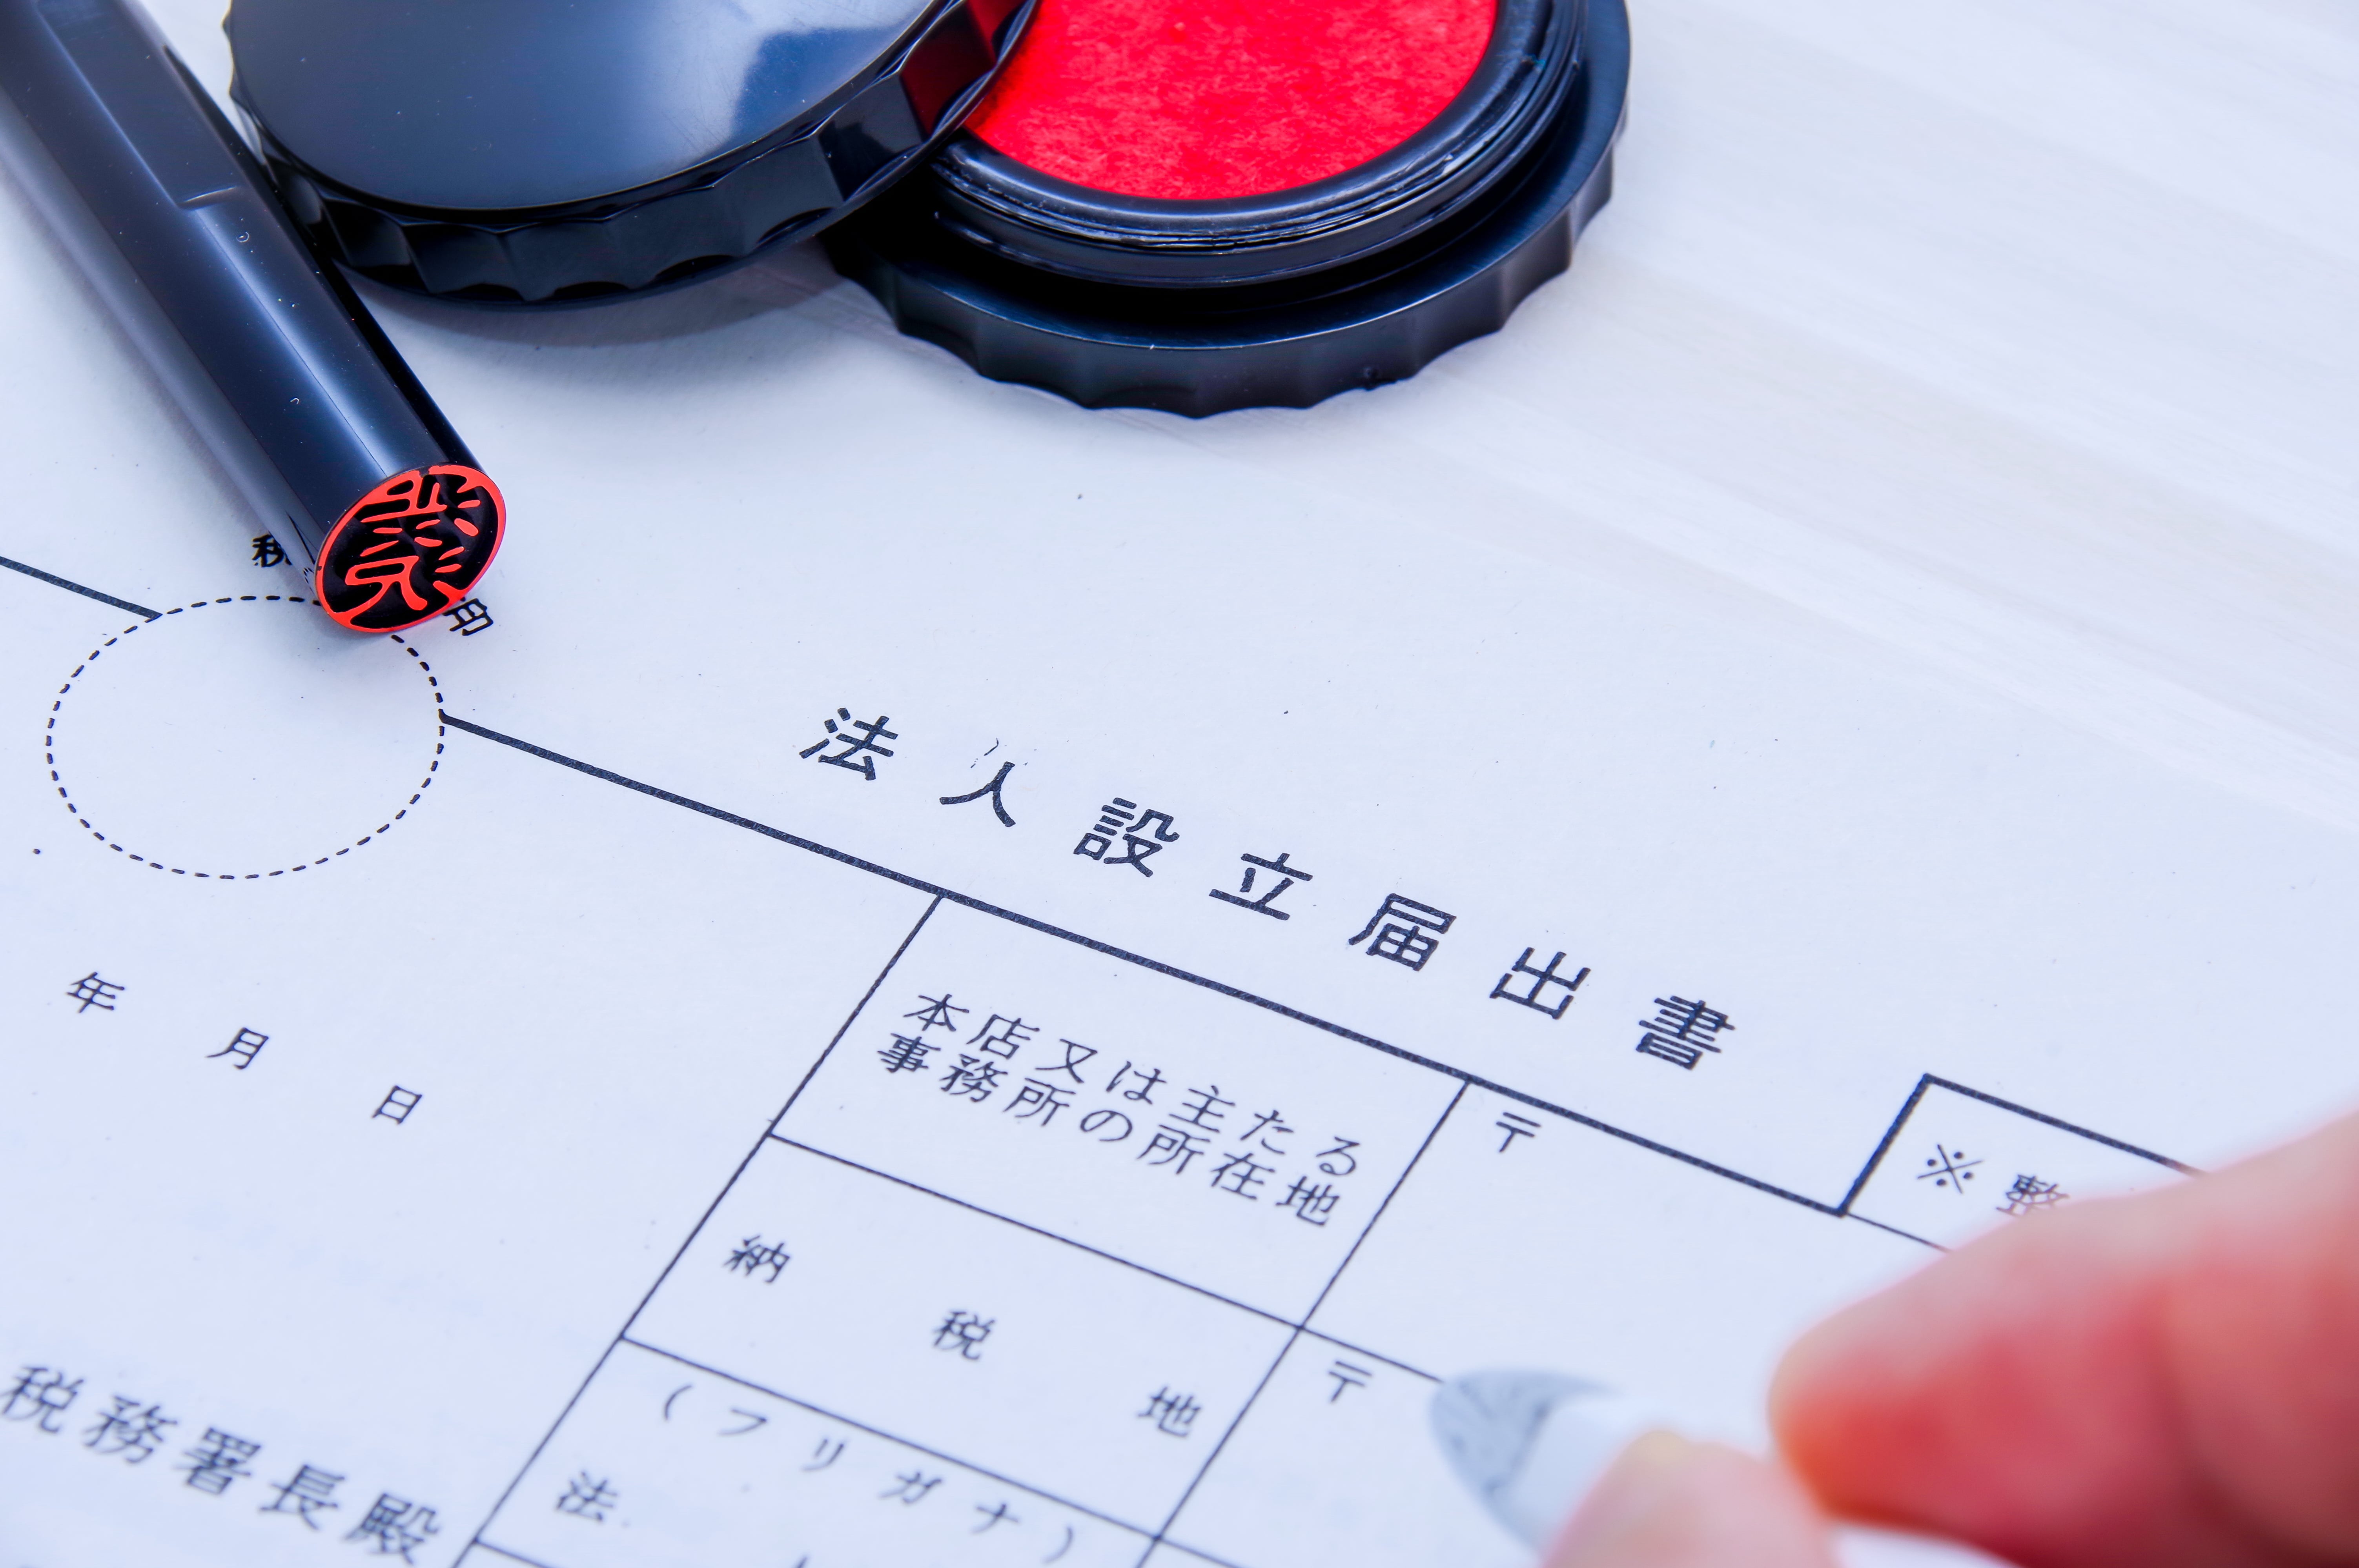 税
法人設立届出書
※整
年 月 日
本店又は主たる
事務所の所在地
〒
納税地
〒
(フリガナ)
法
税務署長殿